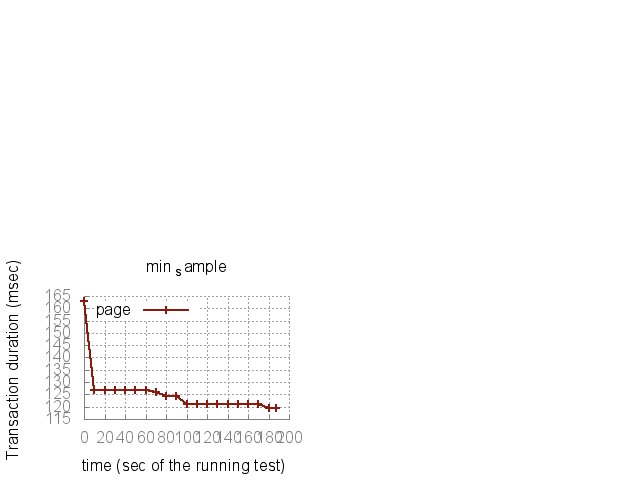 min sample
Transaction duration (msec)
165
160
155
150
145
140
135
130
125
120
115
page
0 20 40 60 80 100 120 140 160 180 200
time (sec of the running test)